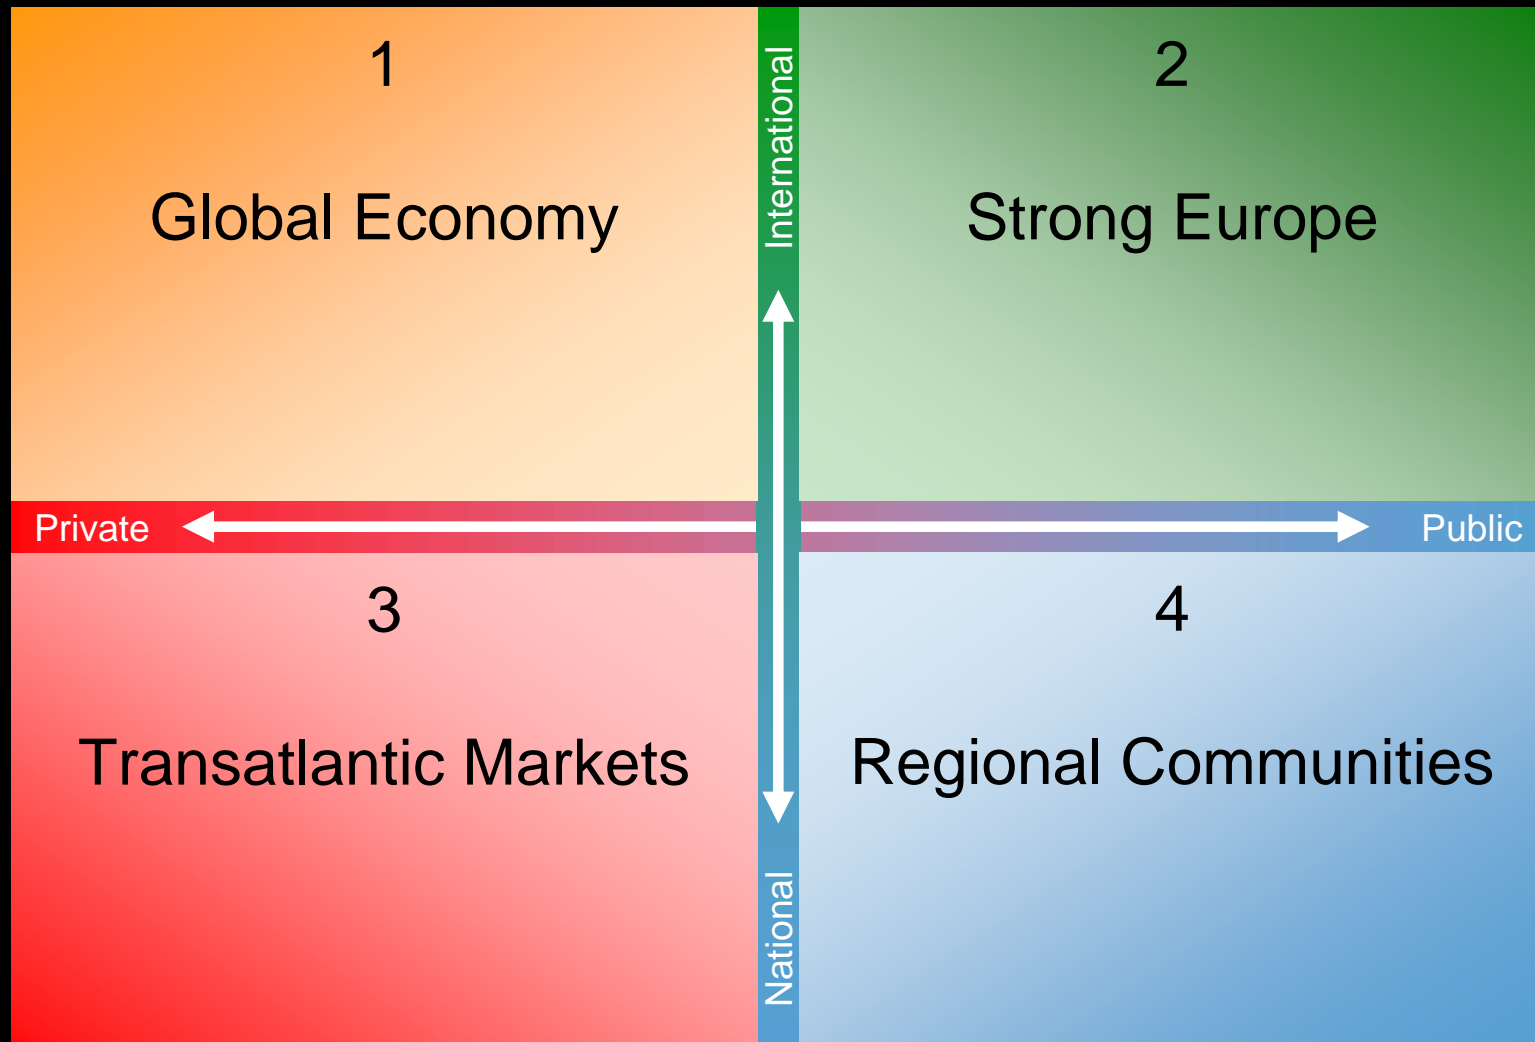 1
Global Economy
International
2
Strong Europe
Private
Public
3
Transatlantic Markets
National
4
Regional Communities